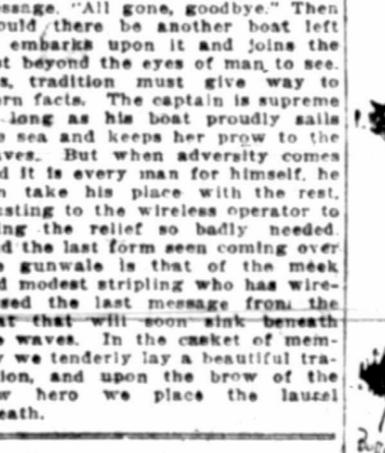 ssage. "All gone, goodbye." Then
ould there be another boat left
embarks upon it and joins the
t beyond the eyes of man to see.
s, tradition must give way to
ern facts. The captain is supreme
long as his boat proudly sails
e sea and keeps her prow to the
ves. But when adversity comes
d it is every man for himself, he
n take his place with the rest,
usting to the wireless operator to
ing the relief so badly needed.
d the last form seen coming over
e gunwale is that of the meek
d modest stripling who has wire-
sed the last message from the
at that will soon sink beneath
e waves. In the casket of mem-
y we tenderly lay a beautiful tra-
ion, and upon the brow of the
w hero we place the laurel
eath.